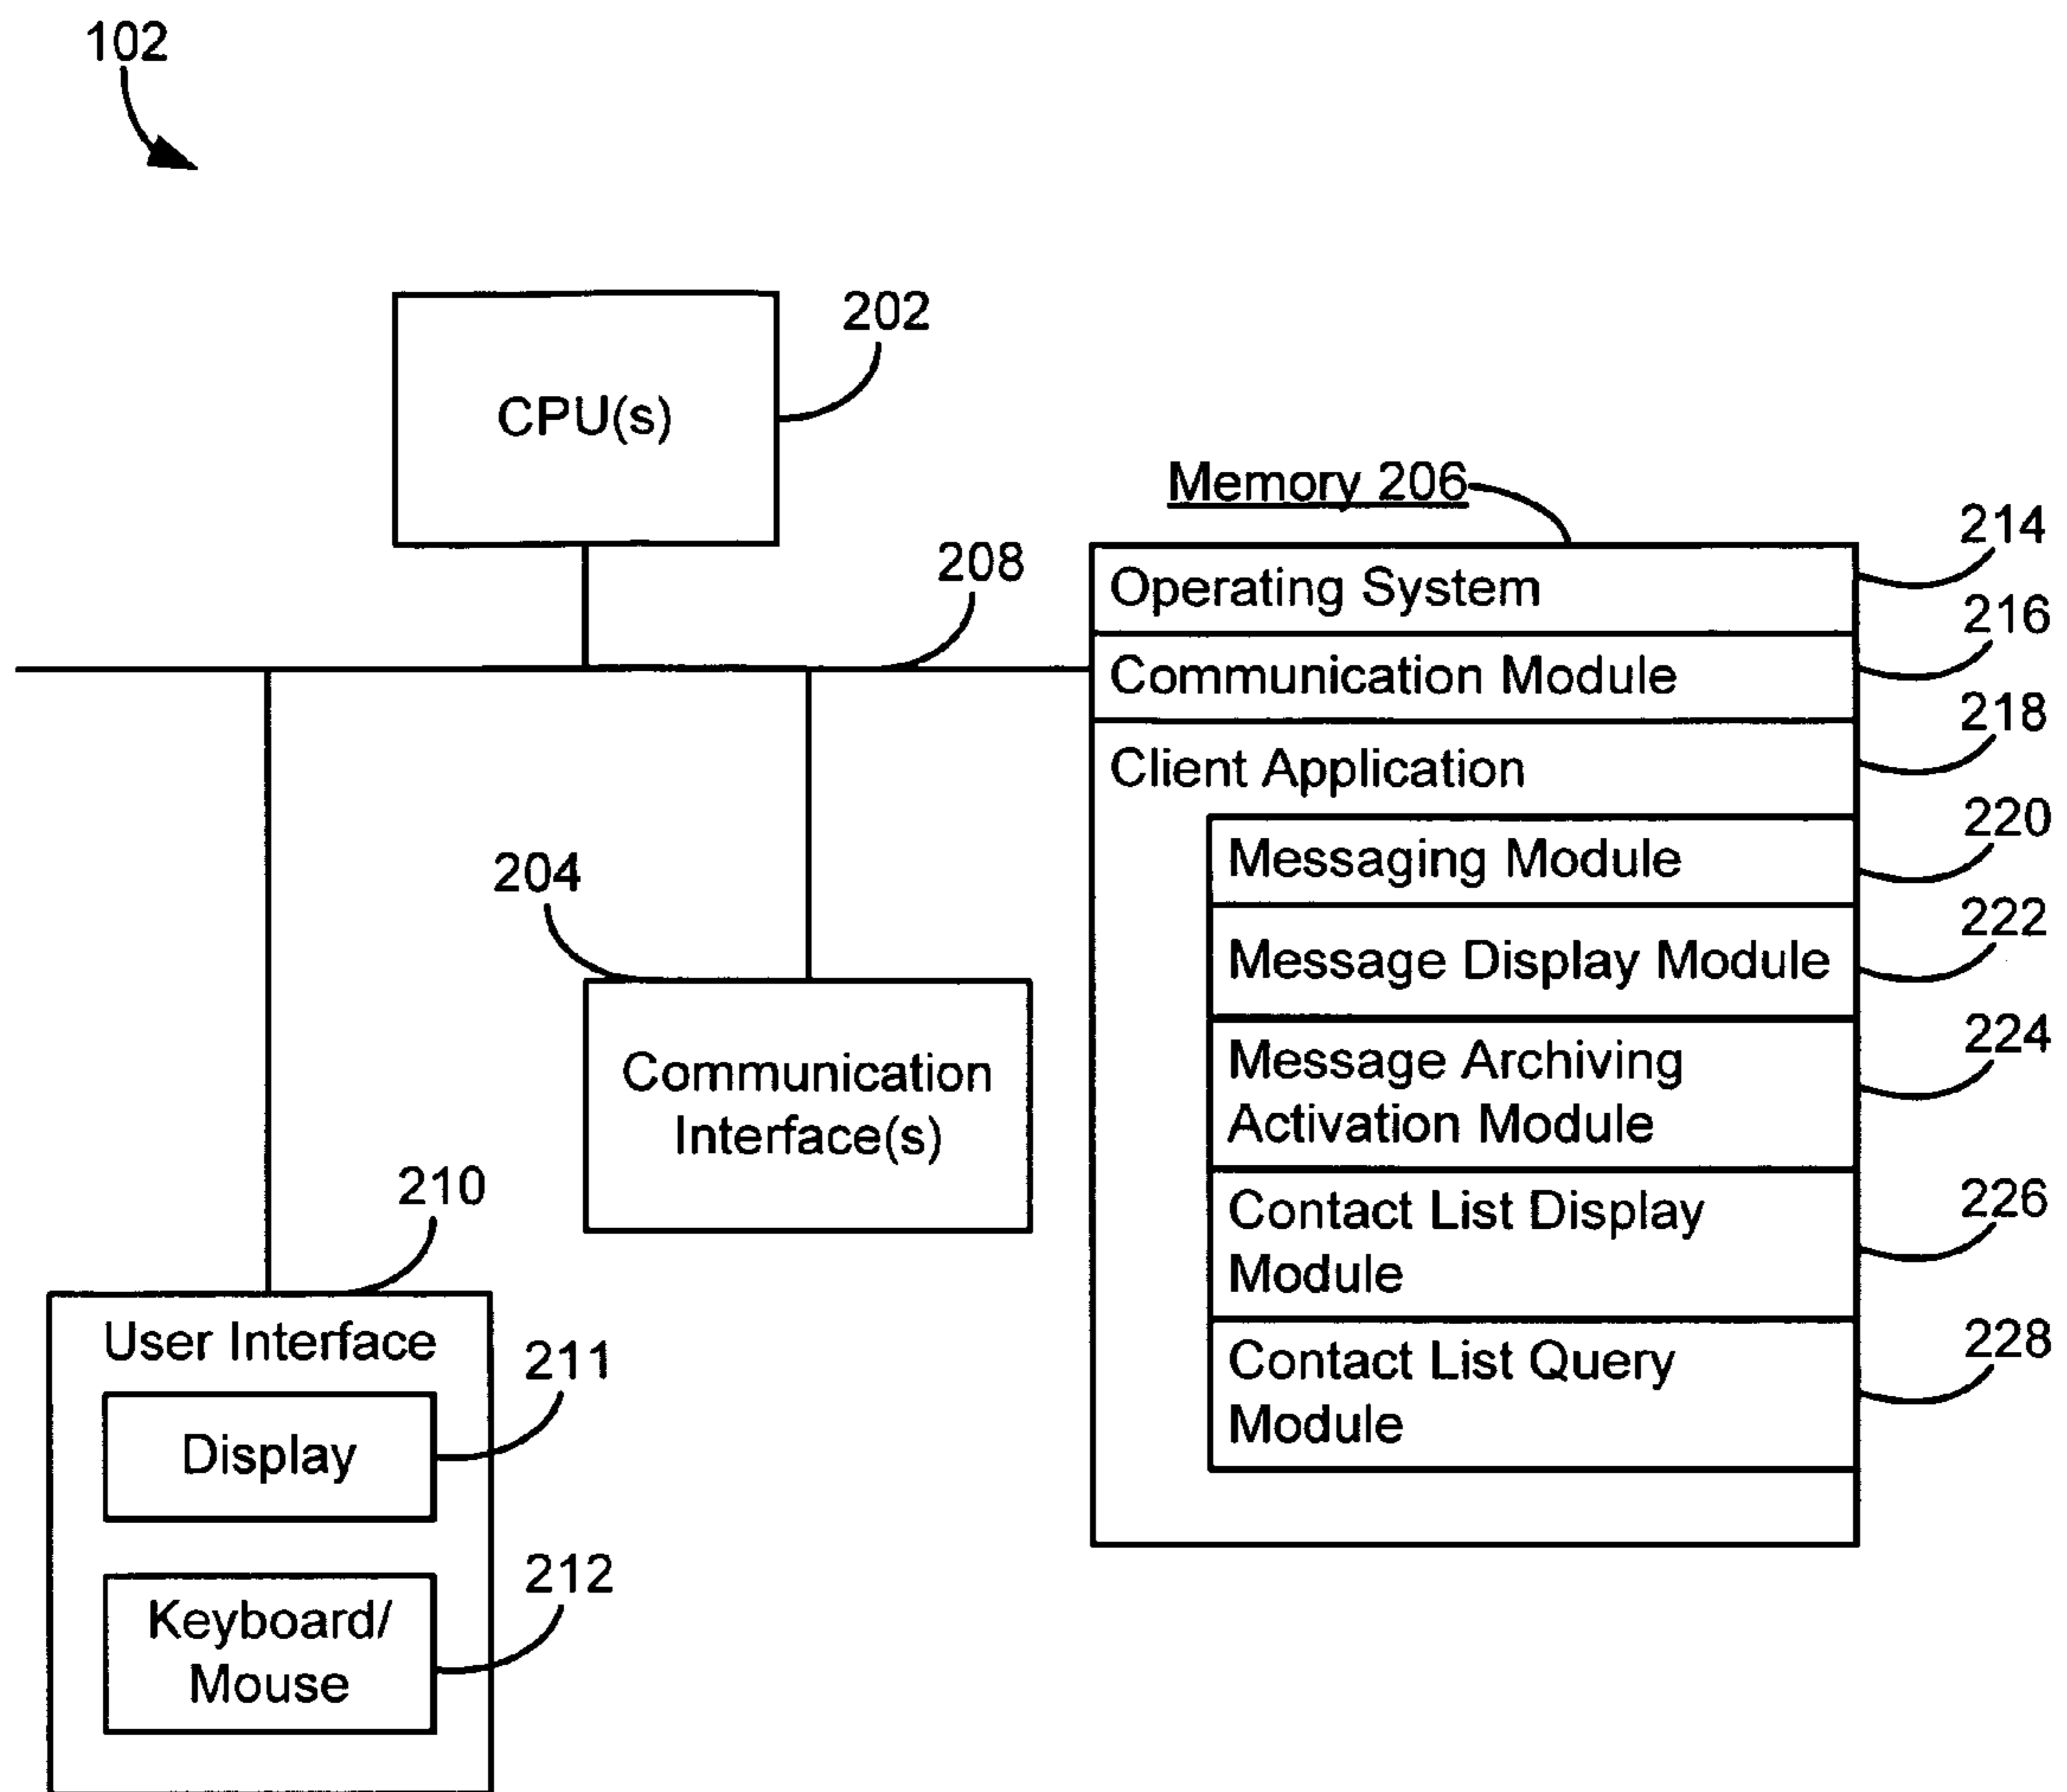 102
202
CPU(s)
Memory 206
214
208
Operating System
216
Communication Module
218
Client Application
220
Messaging Module
204
222
Message Display Module
224
Message Archiving
Activation Module
Communication
Interface(s)
210
226
Contact List Display
Module
User Interface
211
228
Contact List Query
Module
Display
212
Keyboard/
Mouse